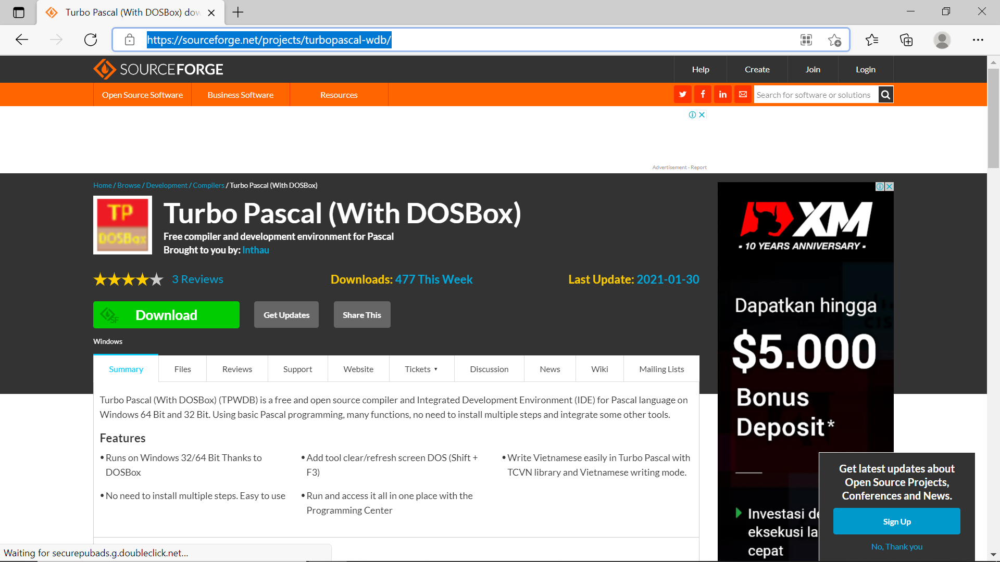 Turbo Pascal (With DOSBox) dow
https://sourceforge.net/projects/turbopascal-wdb/
SOURCEFORGE
Help
Create
Join
Login
Open Source Software
Business Software
Resources
Search for software or solutions
Advertisement - Report
Home / Browse / Development / Compilers / Turbo Pascal (With DOSBox)
TP
DOSBox
Turbo Pascal (With DOSBox)
Free compiler and development environment for Pascal
Brought to you by: Inthau
3 Reviews
Downloads: 477 This Week
Last Update: 2021-01-30
SF
Download
Get Updates
Share This
Windows
Summary
Files
Reviews
Support
Website
Tickets
Discussion
News
Wiki
Mailing Lists
Turbo Pascal (With DOSBox) (TPWDB) is a free and open source compiler and Integrated Development Environment (IDE) for Pascal language on
Windows 64 Bit and 32 Bit. Using basic Pascal programming, many functions, no need to install multiple steps and integrate some other tools.
Features
• Runs on Windows 32/64 Bit Thanks to
DOSBox
• Add tool clear/refresh screen DOS (Shift +
F3)
• Write Vietnamese easily in Turbo Pascal with
TCVN library and Vietnamese writing mode.
• No need to install multiple steps. Easy to use
• Run and access it all in one place with the
Programming Center
XM
- 10 YEARS ANNIVERSARY -
Dapatkan hingga
$5.000
Bonus
Deposit*
Investasi de
eksekusi la
cepat
Get latest updates about
Open Source Projects,
Conferences and News.
Sign Up
No, Thank you
Waiting for securepubads.g.doubleclick.net...